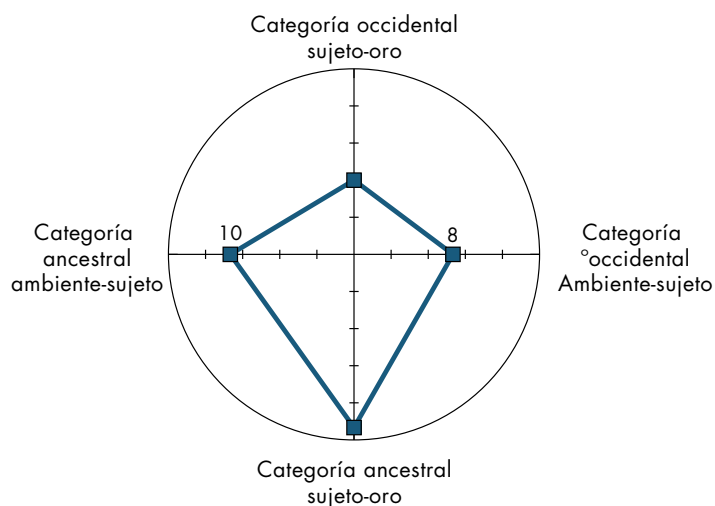 Categoría occidental
sujeto-oro
Categoría
ancestral
ambiente-sujeto
10
8
Categoría
°occidental
Ambiente-sujeto
Categoría ancestral
sujeto-oro